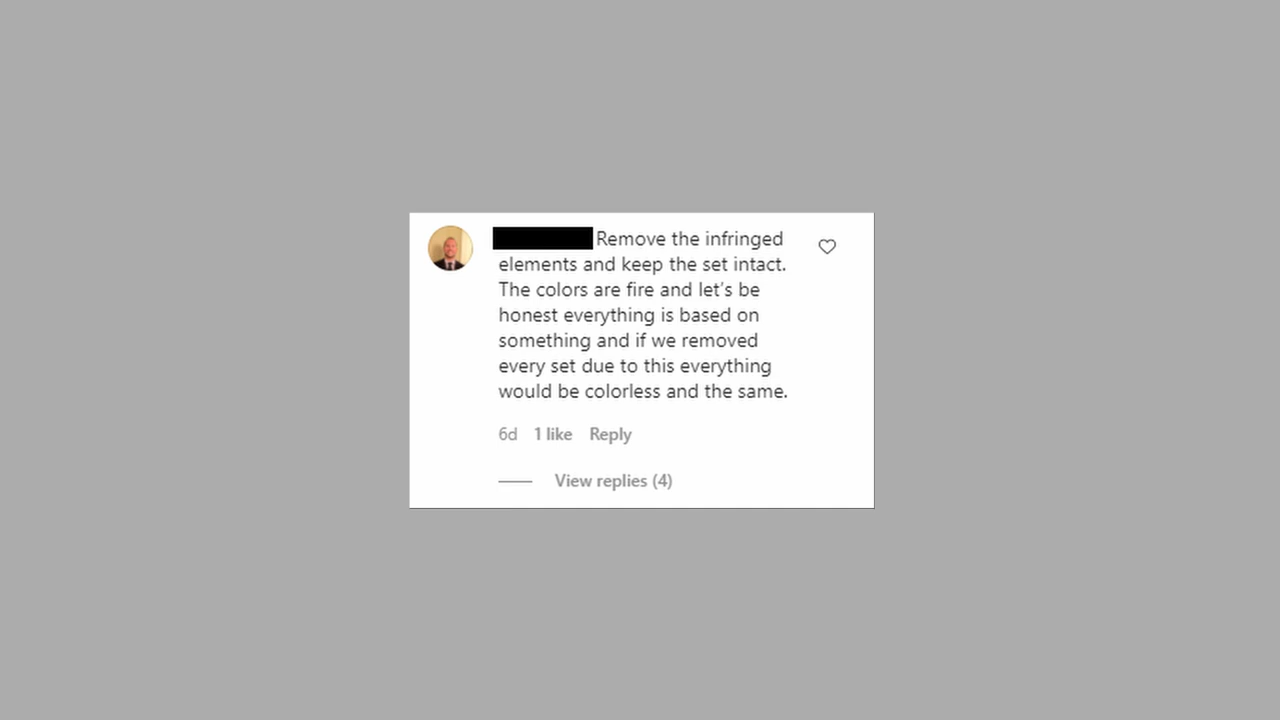 Remove the infringed
elements and keep the set intact.
The colors are fire and let's be
honest everything is based on
something and if we removed
every set due to this everything
would be colorless and the same.
6d 1 like Reply
View replies (4)